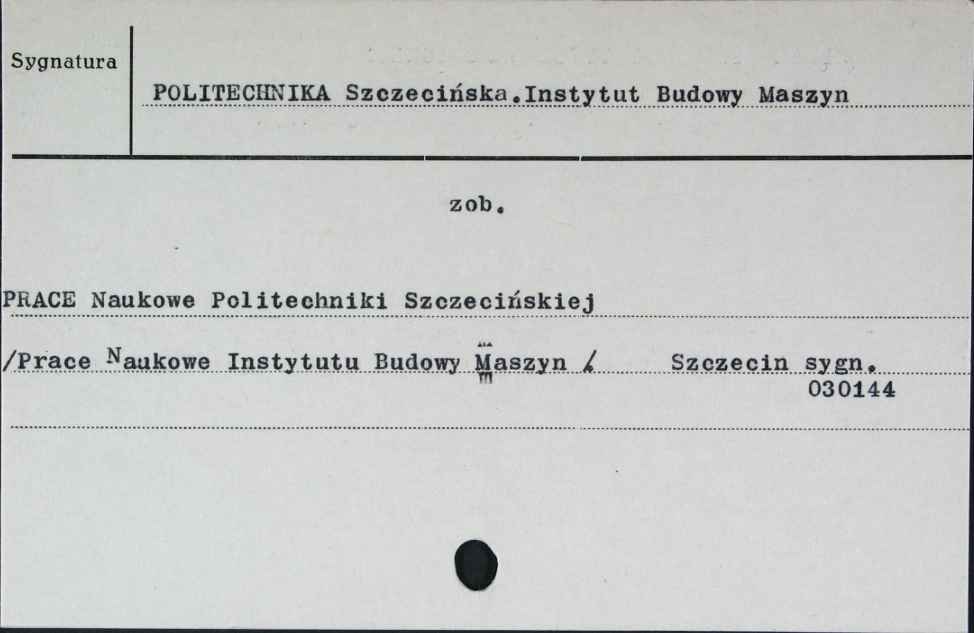 Sygnatura
POLITECHNIKA Szczecińska.Instytut Budowy Maszyn
zob.
PRACE Naukowe Politechniki Szczecińskiej
/Prace Naukowe Instytutu Budowy Maszyn / Szczecin sygn.
030144